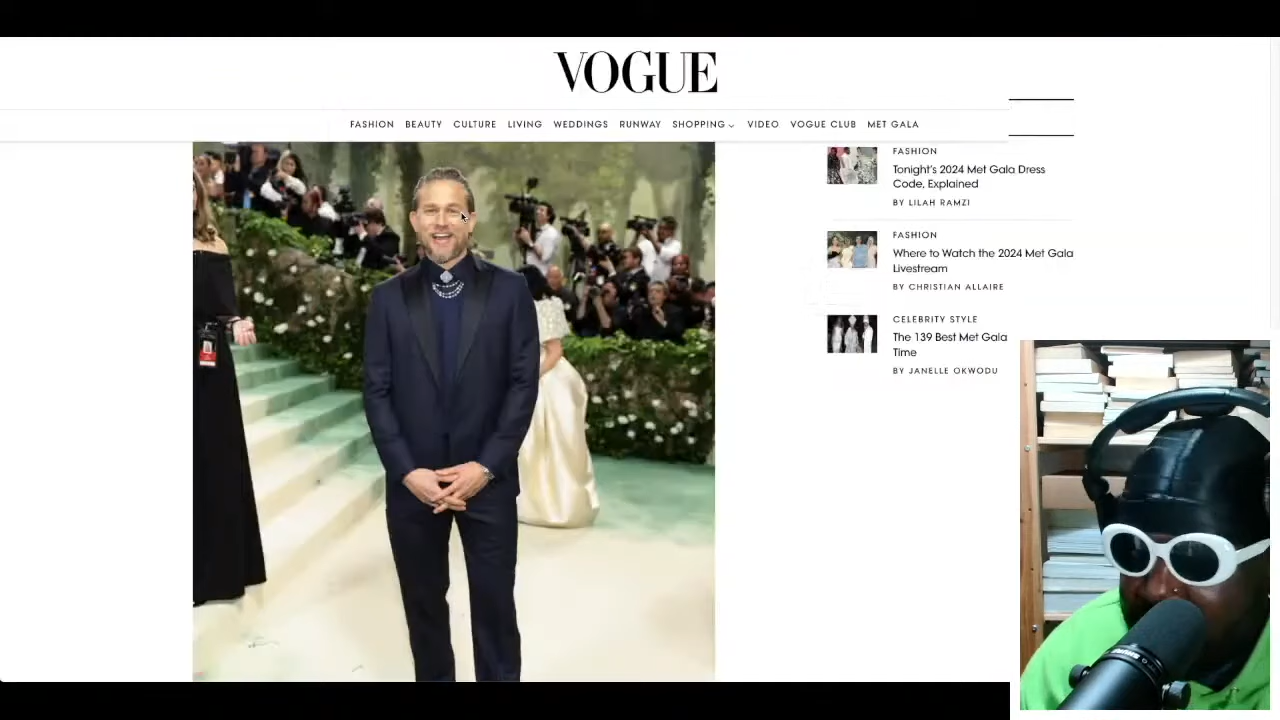 VOGUE
FASHION BEAUTY CULTURE LIVING WEDDINGS RUNWAY SHOPPING VIDEO VOGUE CLUB MET GALA
FASHION
Tonight's 2024 Met Gala Dress
Code, Explained
BY LILAH RAMZI
FASHION
Where to Watch the 2024 Met Gala
Livestream
BY CHRISTIAN ALLAIRE
CELEBRITY STYLE
The 139 Best Met Gala
Time
BY JANELLE OKWODU